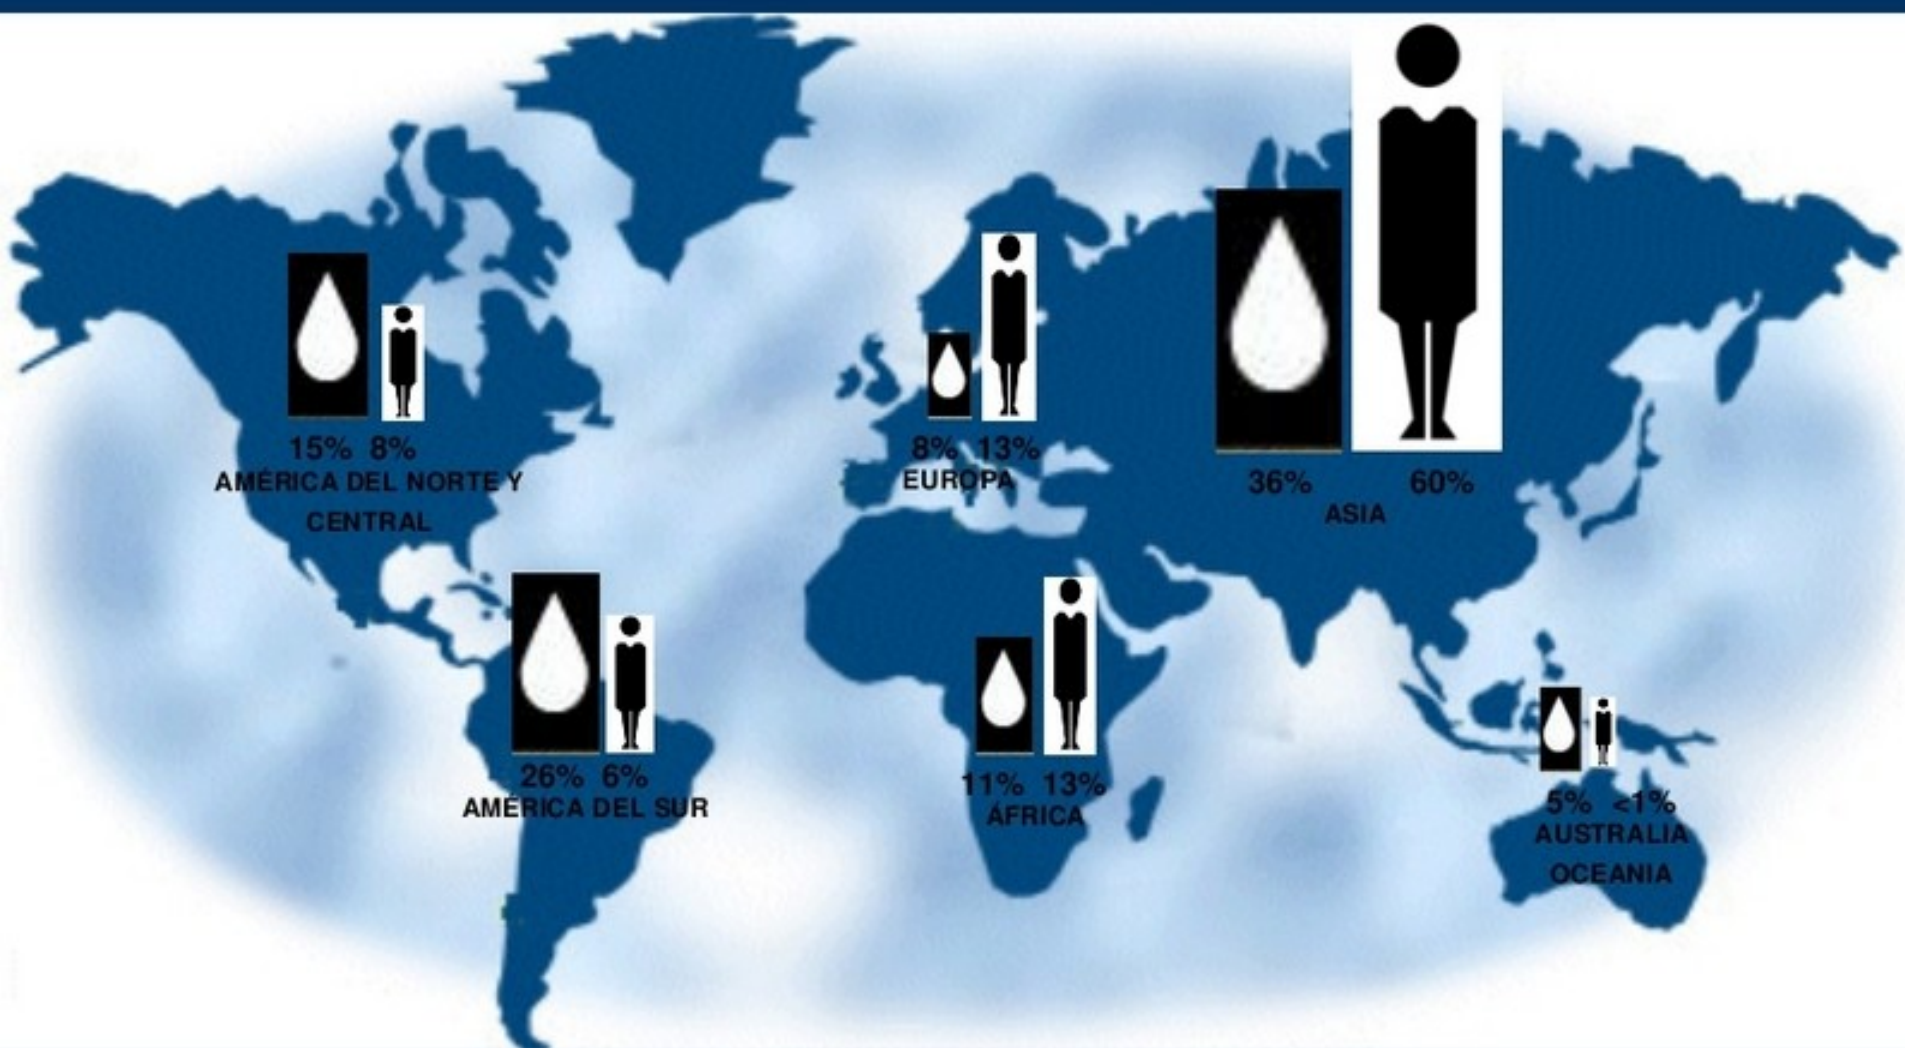 15% 8%
AMÉRICA DEL NORTE Y
CENTRAL
8% 13%
EUROPA
36% 60%
ASIA
26% 6%
AMÉRICA DEL SUR
11% 13%
ÁFRICA
5% <1%
AUSTRALIA
OCEANIA